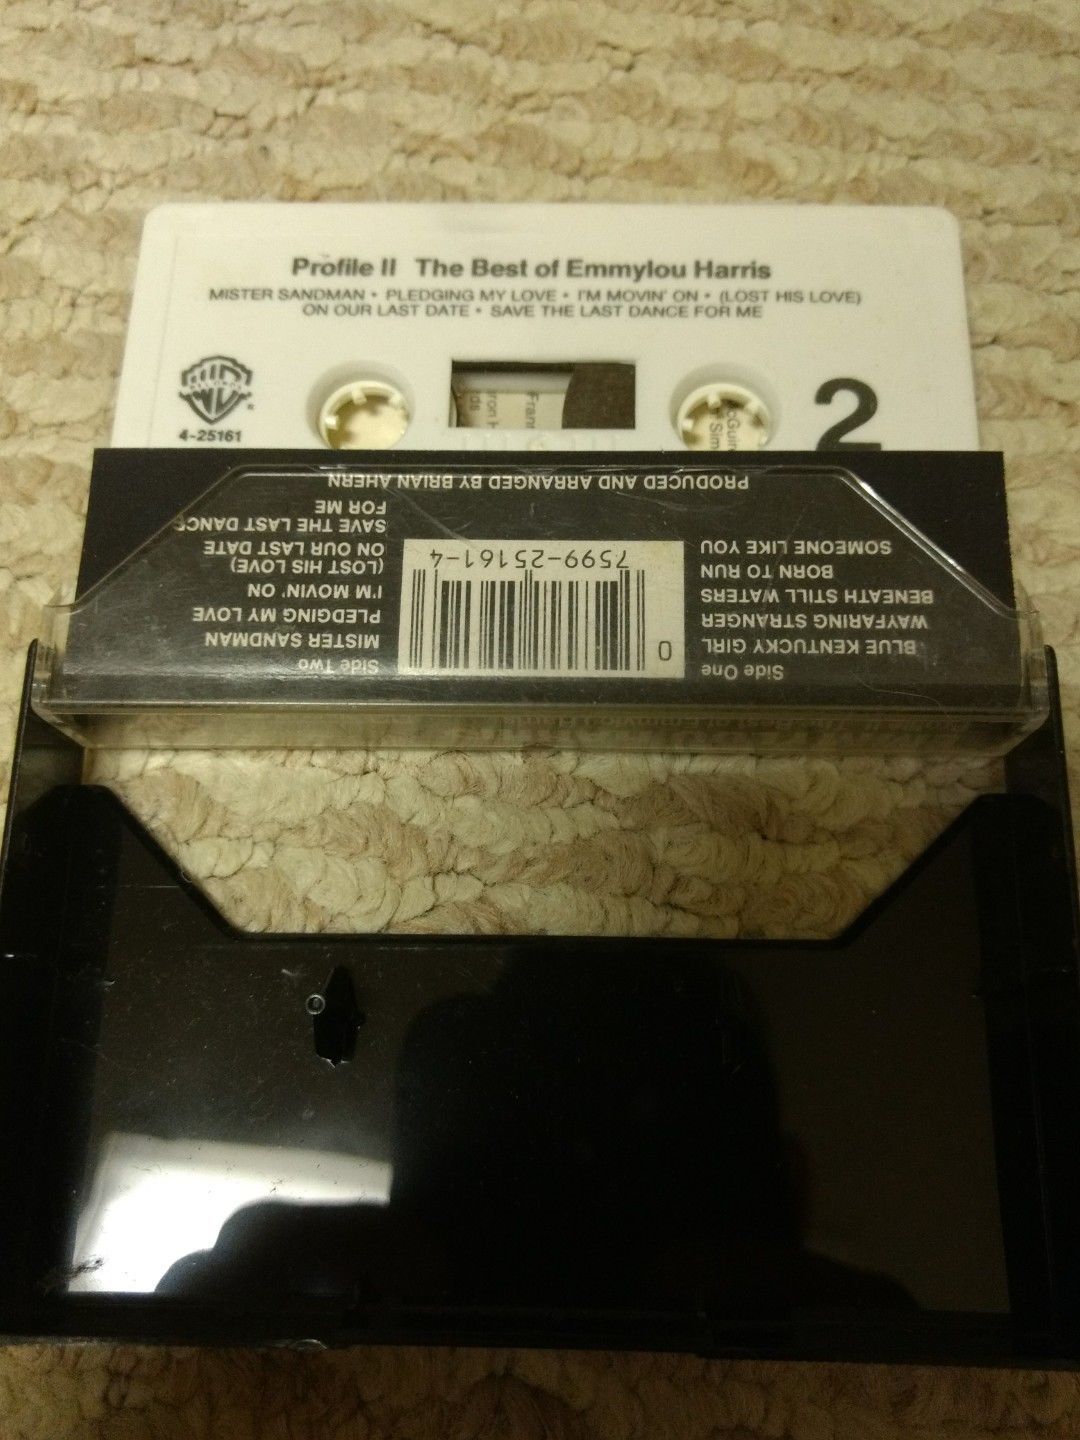 Profile II The Best of Emmylou Harris
MISTER SANDMAN • PLEDGING MY LOVE • I'M MOVIN' ON • (LOST HIS LOVE)
ON OUR LAST DATE • SAVE THE LAST DANCE FOR ME
4-25161
2
Side One
BLUE KENTUCKY GIRL
WAYFARING STRANGER
BENEATH STILL WATERS
BORN TO RUN
SOMEONE LIKE YOU
0
7599-25161-4
Side Two
MISTER SANDMAN
PLEDGING MY LOVE
I'M MOVIN' ON
(LOST HIS LOVE)
ON OUR LAST DATE
SAVE THE LAST DANCE
FOR ME
PRODUCED AND ARRANGED BY BRIAN AHERN